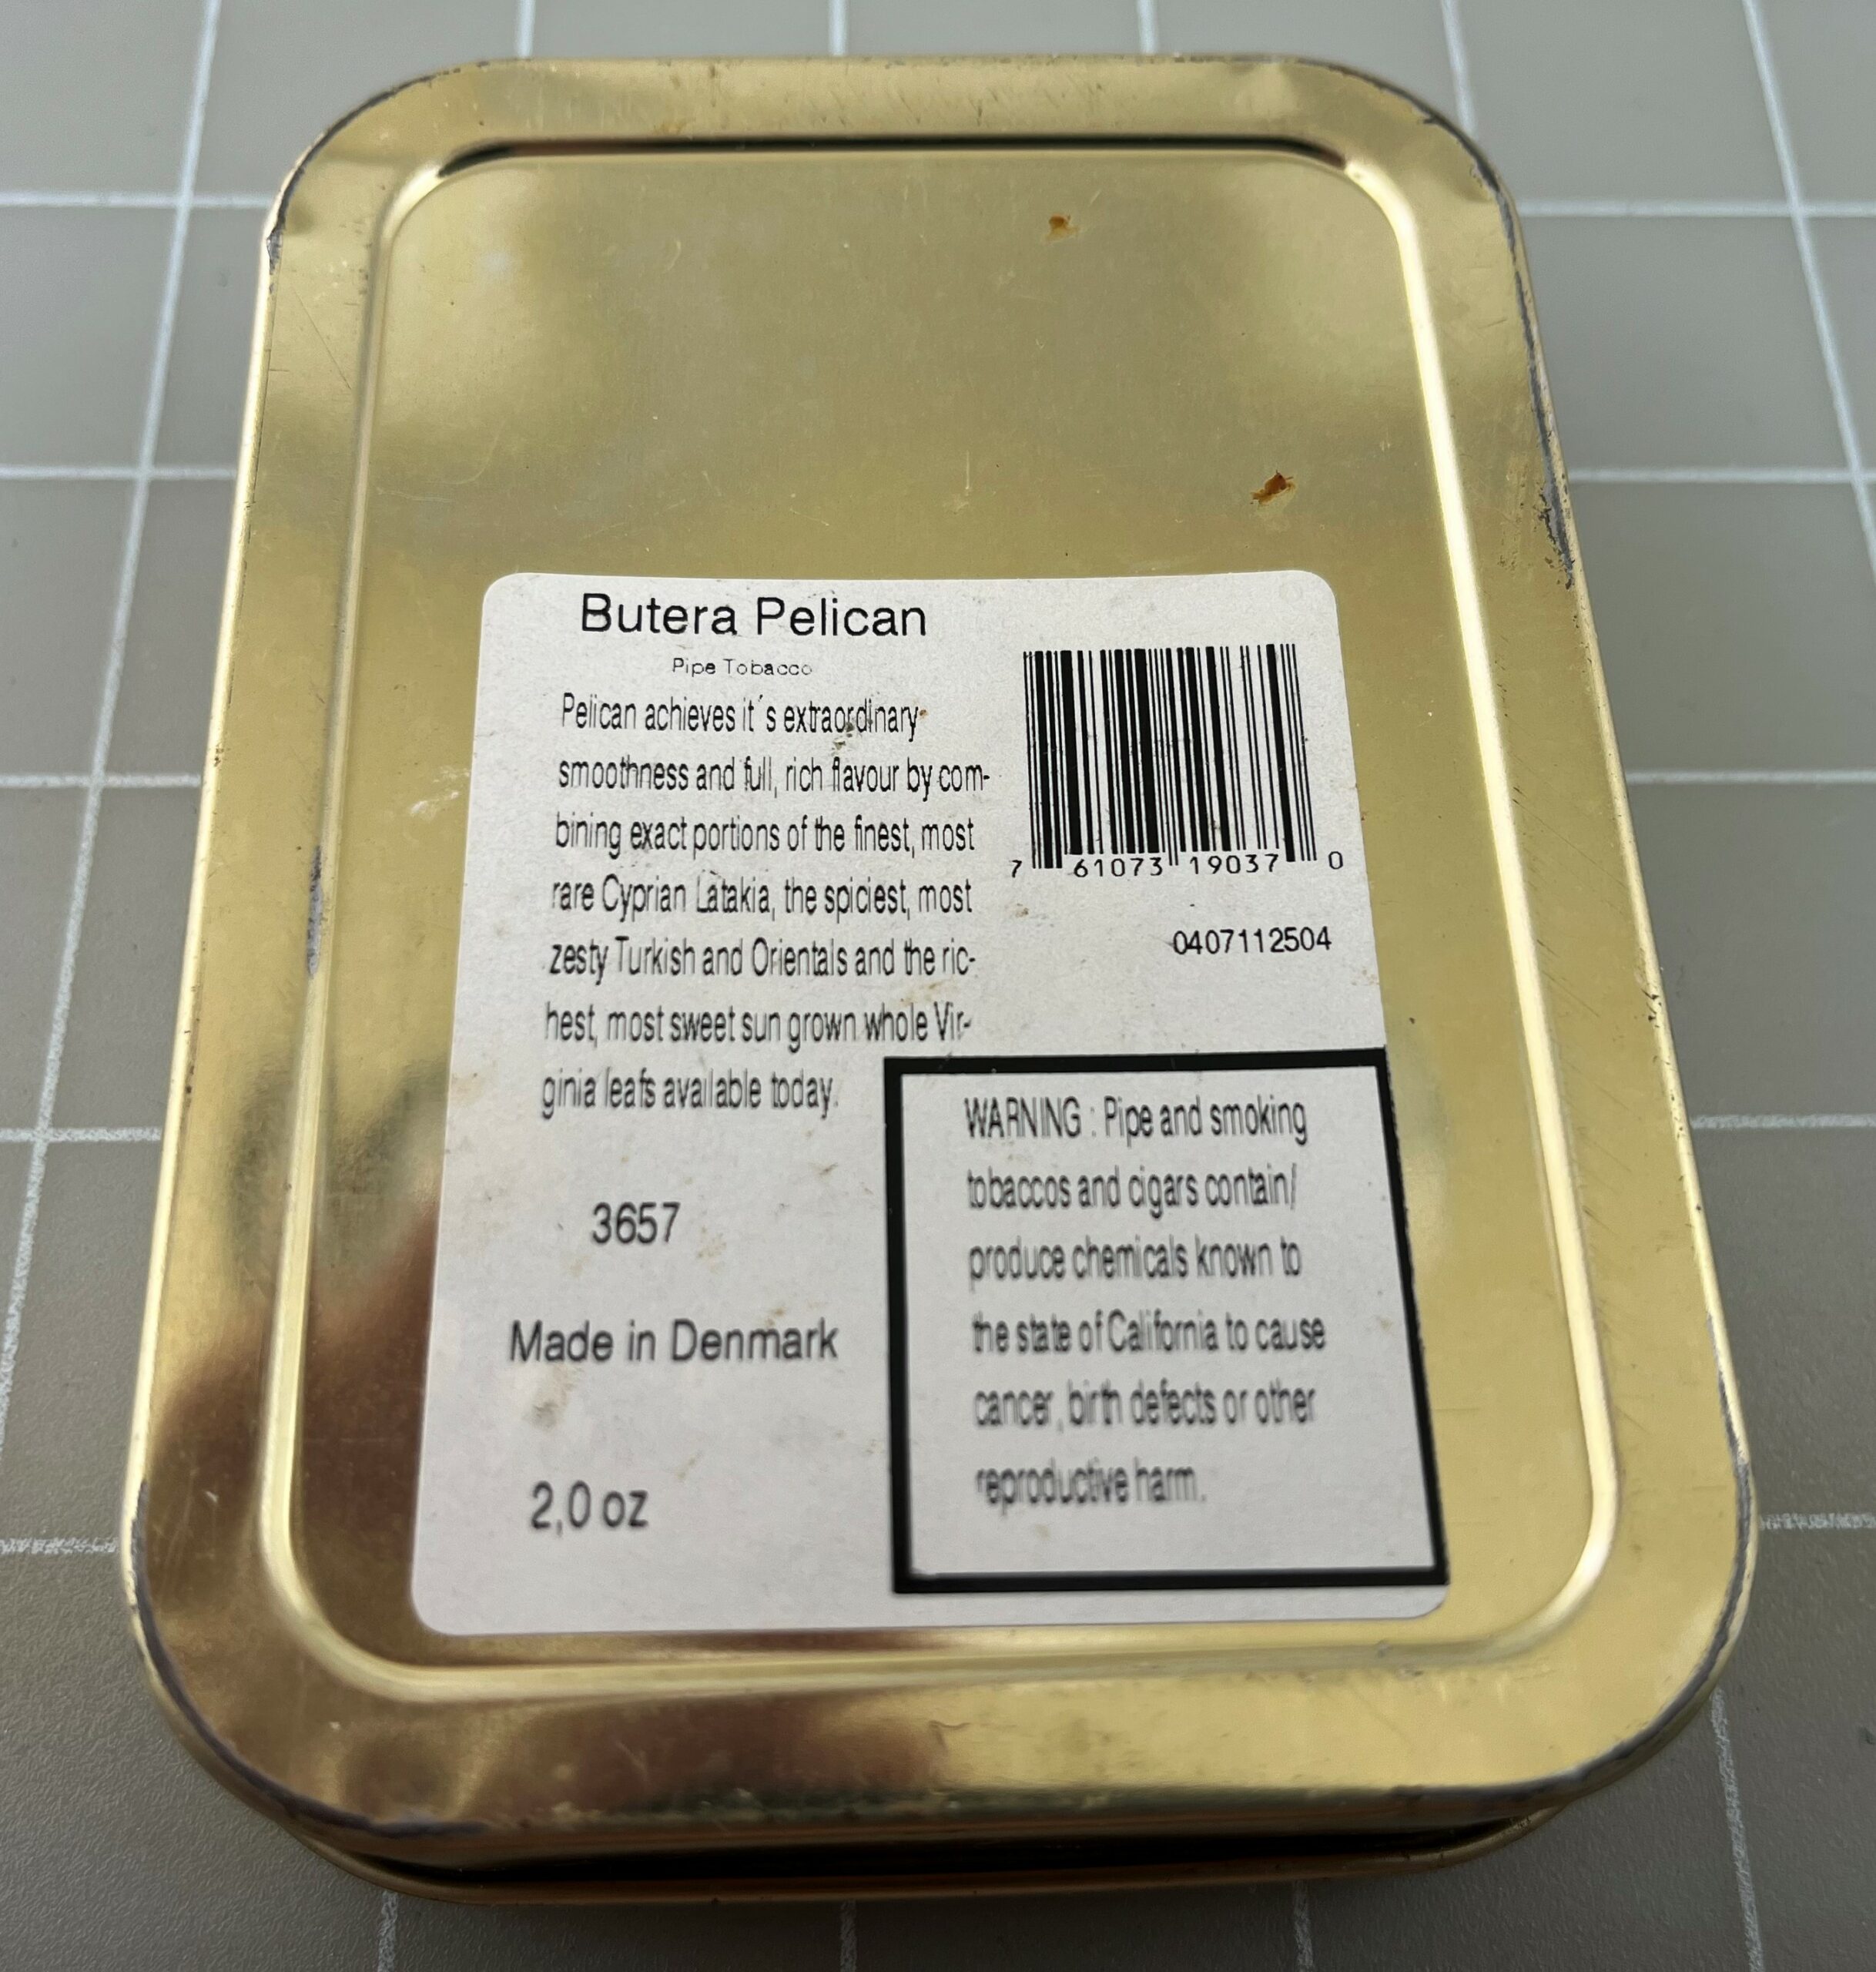 Butera Pelican
Pipe Tobacco
Pelican achieves it´s extraordinary
smoothness and full, rich flavour by com-
bining exact portions of the finest, most
rare Cyprian Latakia, the spiciest, most
zesty Turkish and Orientals and the ric-
hest, most sweet sun grown whole Vir-
ginia leafs available today.
3657
Made in Denmark
2,0 oz
7 61073 19037 0
0407112504
WARNING : Pipe and smoking
tobaccos and cigars contain/
produce chemicals known to
the state of California to cause
cancer, birth defects or other
reproductive harm.